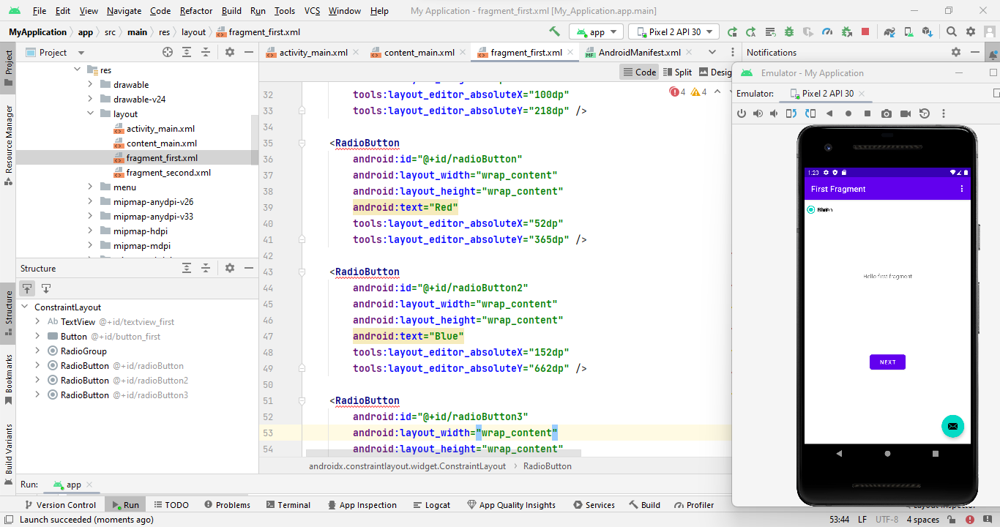 File Edit View Navigate Code Refactor Build Run Tools VCS Window Help My Application - fragment_first.xml [My_Application.app.main]
MyApplication app src main res layout fragment_first.xml app Pixel 2 API 30
Project activity_main.xml content_main.xml fragment_first.xml AndroidManifest.xml Notifications
Code Split Desig
Emulator - My Application
Emulator: Pixel 2 API 30
Project
Resource Manager
Structure
Bookmarks
Build Variants
res
drawable
drawable-v24
layout
activity_main.xml
content_main.xml
fragment_first.xml
fragment_second.xml
menu
mipmap-anydpi-v26
mipmap-anydpi-v33
mipmap-hdpi
mipmap-mdpi
Structure
ConstraintLayout
Ab TextView @+id/textview_first
Button @+id/button_first
RadioGroup
RadioButton @+id/radioButton
RadioButton @+id/radioButton2
RadioButton @+id/radioButton3
4 4
32 tools:layout_editor_absoluteX="100dp"
33 tools:layout_editor_absoluteY="218dp" />
34
35 <RadioButton
36 android:id="@+id/radioButton"
37 android:layout_width="wrap_content"
38 android:layout_height="wrap_content"
39 android:text="Red"
40 tools:layout_editor_absoluteX="52dp"
41 tools:layout_editor_absoluteY="365dp" />
42
43 <RadioButton
44 android:id="@+id/radioButton2"
45 android:layout_width="wrap_content"
46 android:layout_height="wrap_content"
47 android:text="Blue"
48 tools:layout_editor_absoluteX="152dp"
49 tools:layout_editor_absoluteY="662dp" />
50
51 <RadioButton
52 android:id="@+id/radioButton3"
53 android:layout_width="wrap_content"
54 android:layout_height="wrap_content"
androidx.constraintlayout.widget.ConstraintLayout RadioButton
1:20
First Fragment
Hello first fragment
NEXT
Run: app
Version Control Run TODO Problems Terminal App Inspection Logcat App Quality Insights Services Build Profiler Layout Inspector
Launch succeeded (moments ago) 53:44 LF UTF-8 4 spaces